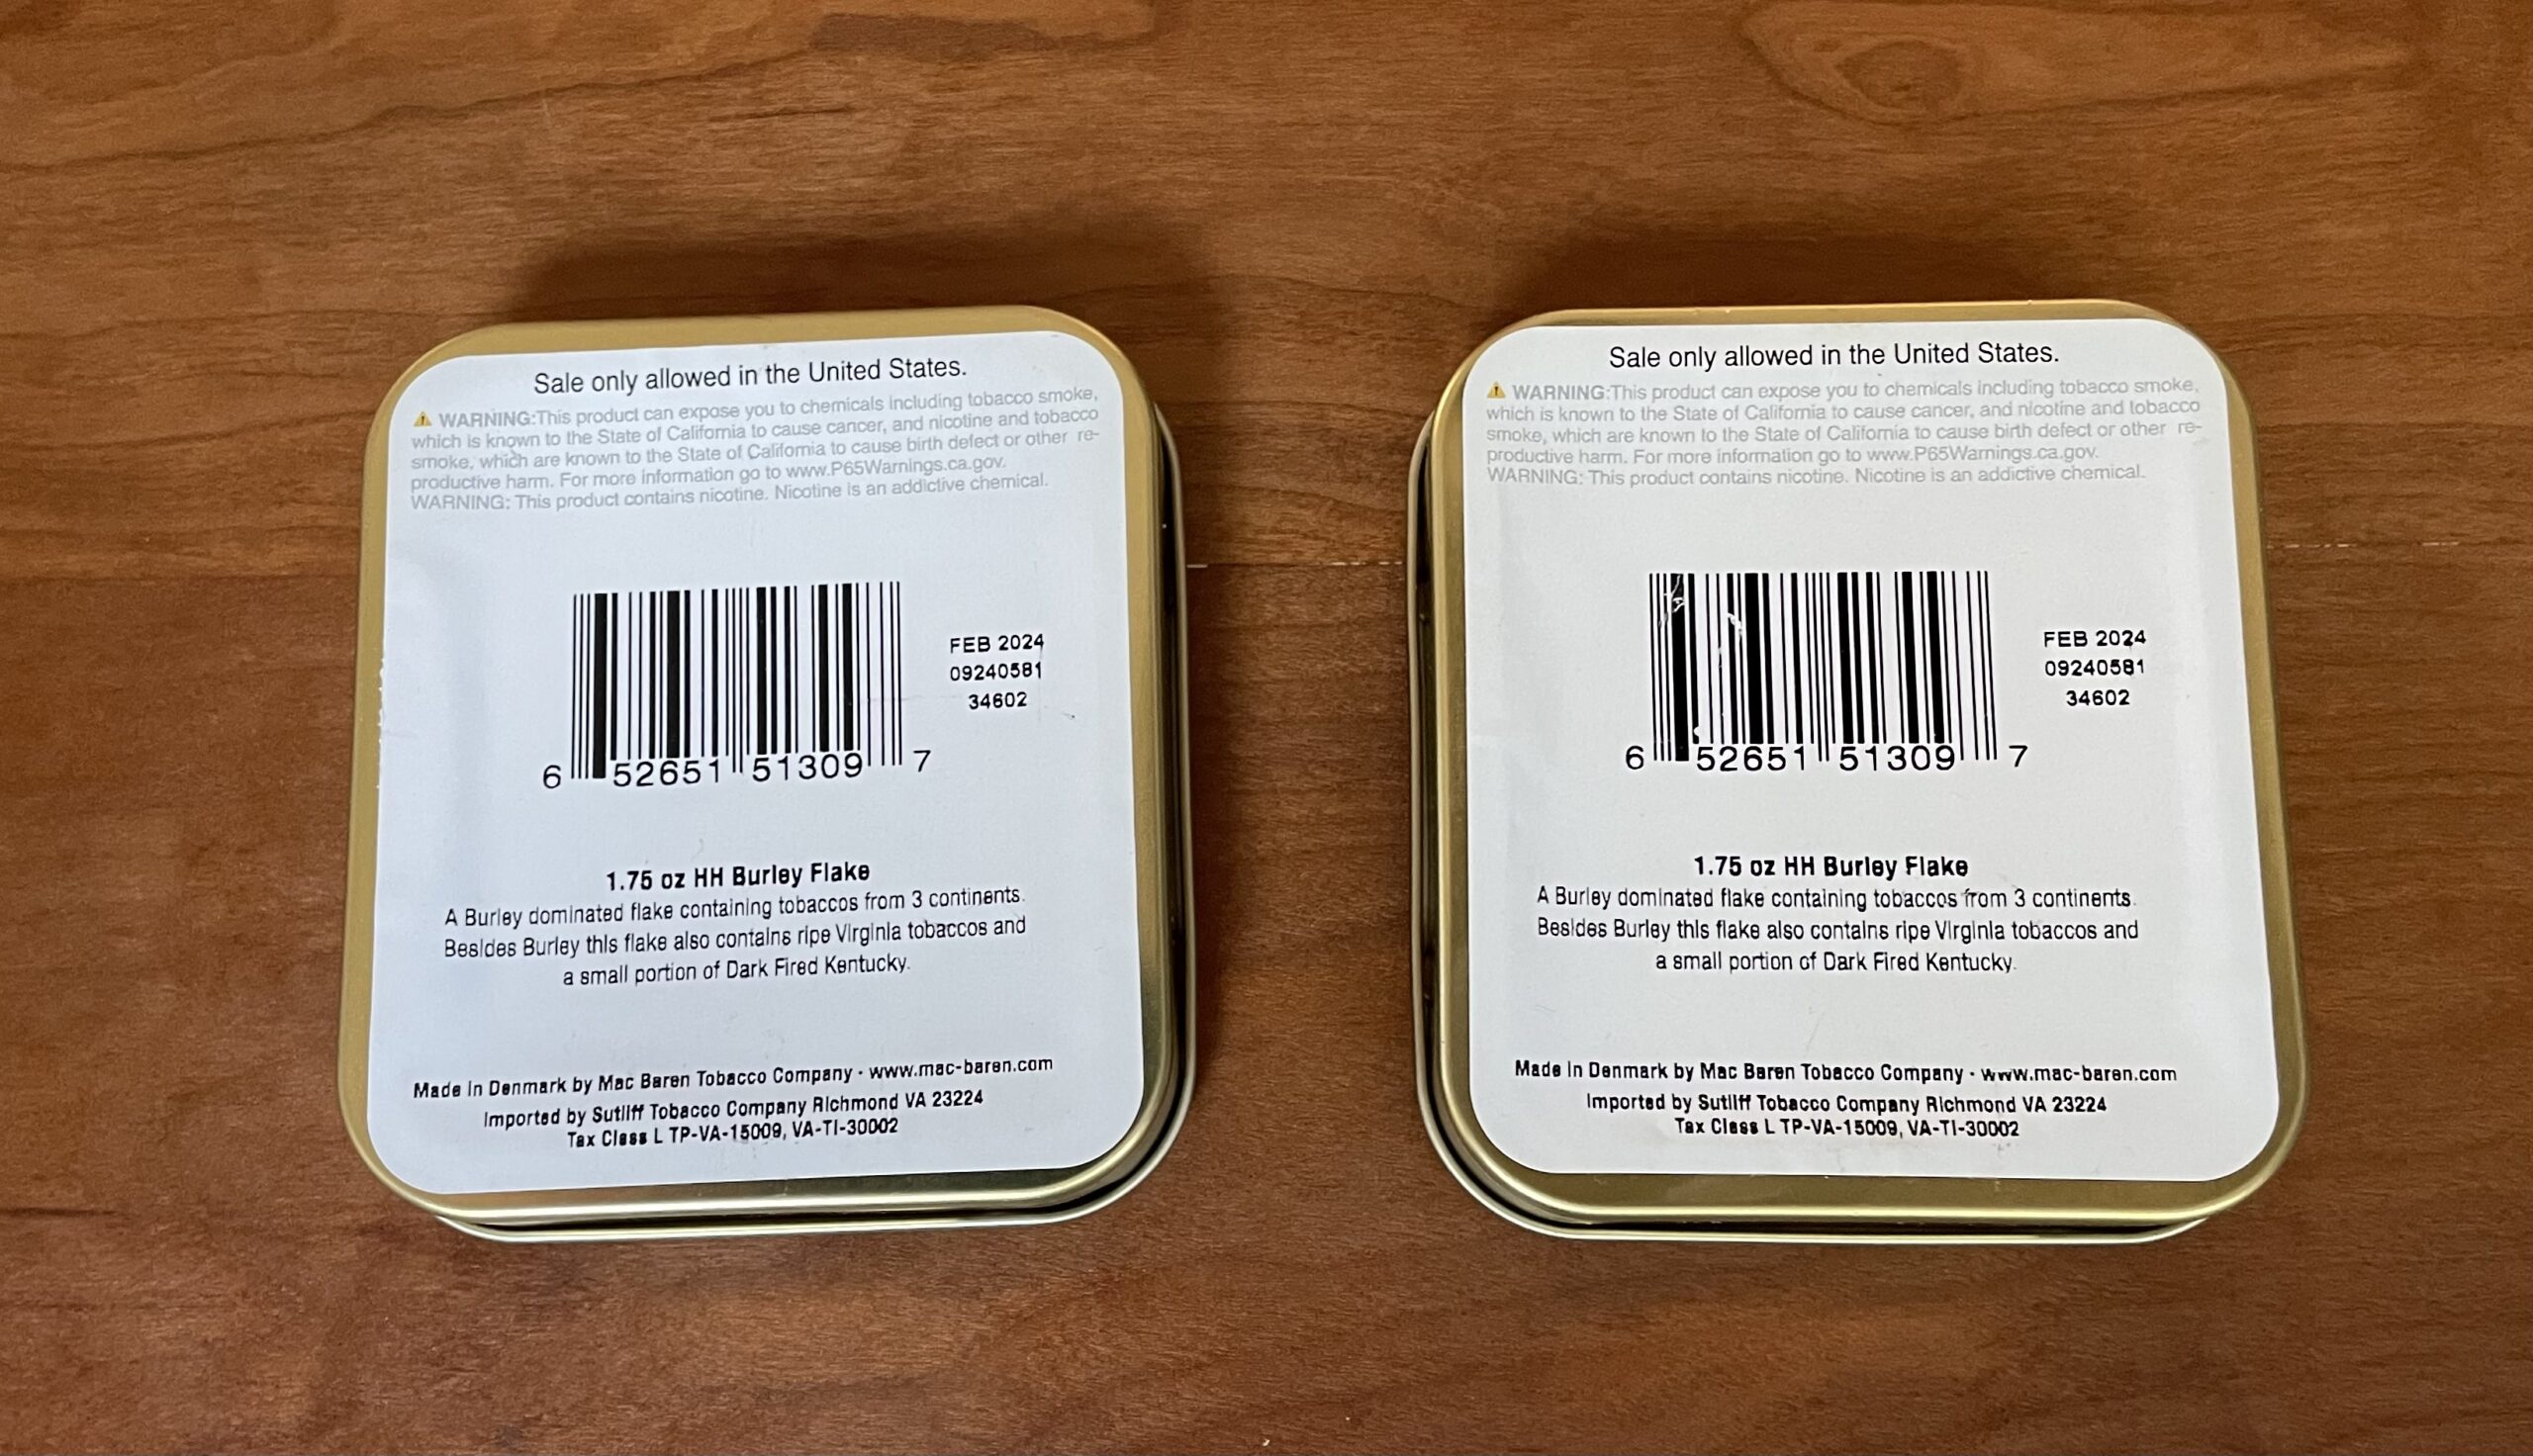 Sale only allowed in the United States.
⚠ WARNING:This product can expose you to chemicals including tobacco smoke,
which is known to the State of California to cause cancer, and nicotine and tobacco
smoke, which are known to the State of California to cause birth defect or other re-
productive harm. For more information go to www.P65Warnings.ca.gov.
WARNING: This product contains nicotine. Nicotine is an addictive chemical.
FEB 2024
09240581
34602
6 52651 51309 7
1.75 oz HH Burley Flake
A Burley dominated flake containing tobaccos from 3 continents.
Besides Burley this flake also contains ripe Virginia tobaccos and
a small portion of Dark Fired Kentucky.
Made in Denmark by Mac Baren Tobacco Company · www.mac-baren.com
Imported by Sutliff Tobacco Company Richmond VA 23224
Tax Class L TP-VA-15009, VA-TI-30002
Sale only allowed in the United States.
⚠ WARNING:This product can expose you to chemicals including tobacco smoke,
which is known to the State of California to cause cancer, and nicotine and tobacco
smoke, which are known to the State of California to cause birth defect or other re-
productive harm. For more information go to www.P65Warnings.ca.gov.
WARNING: This product contains nicotine. Nicotine is an addictive chemical.
FEB 2024
09240581
34602
6 52651 51309 7
1.75 oz HH Burley Flake
A Burley dominated flake containing tobaccos from 3 continents.
Besides Burley this flake also contains ripe Virginia tobaccos and
a small portion of Dark Fired Kentucky.
Made in Denmark by Mac Baren Tobacco Company · www.mac-baren.com
Imported by Sutliff Tobacco Company Richmond VA 23224
Tax Class L TP-VA-15009, VA-TI-30002